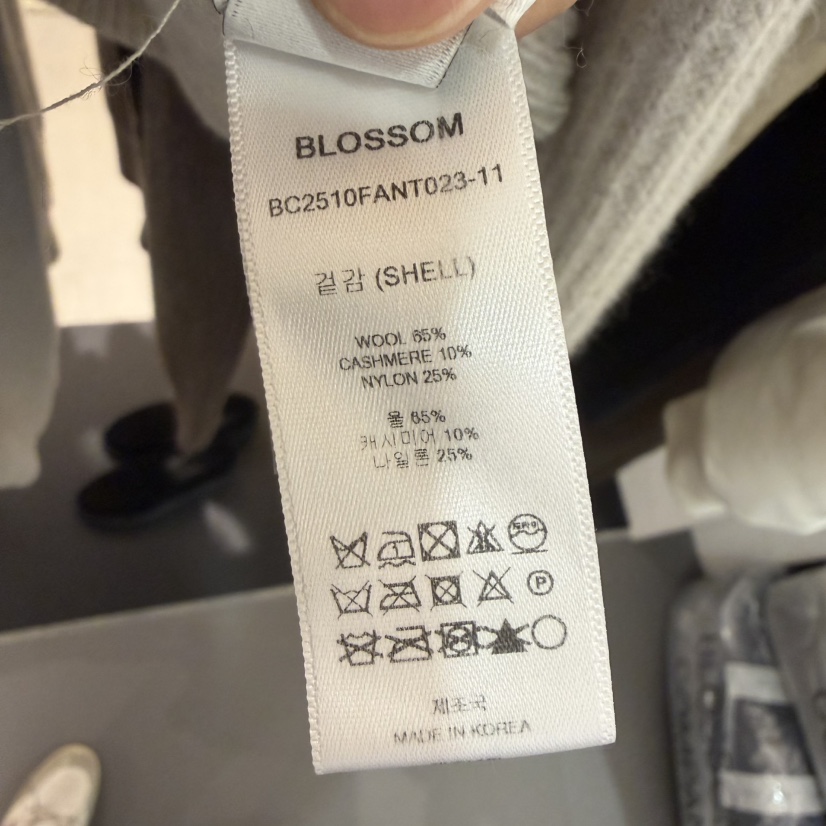 BLOSSOM
BC2510FANT023-11
겉감 (SHELL)
WOOL 65%
CASHMERE 10%
NYLON 25%
울 65%
캐시미어 10%
나일론 25%
P
제조국
MADE IN KOREA